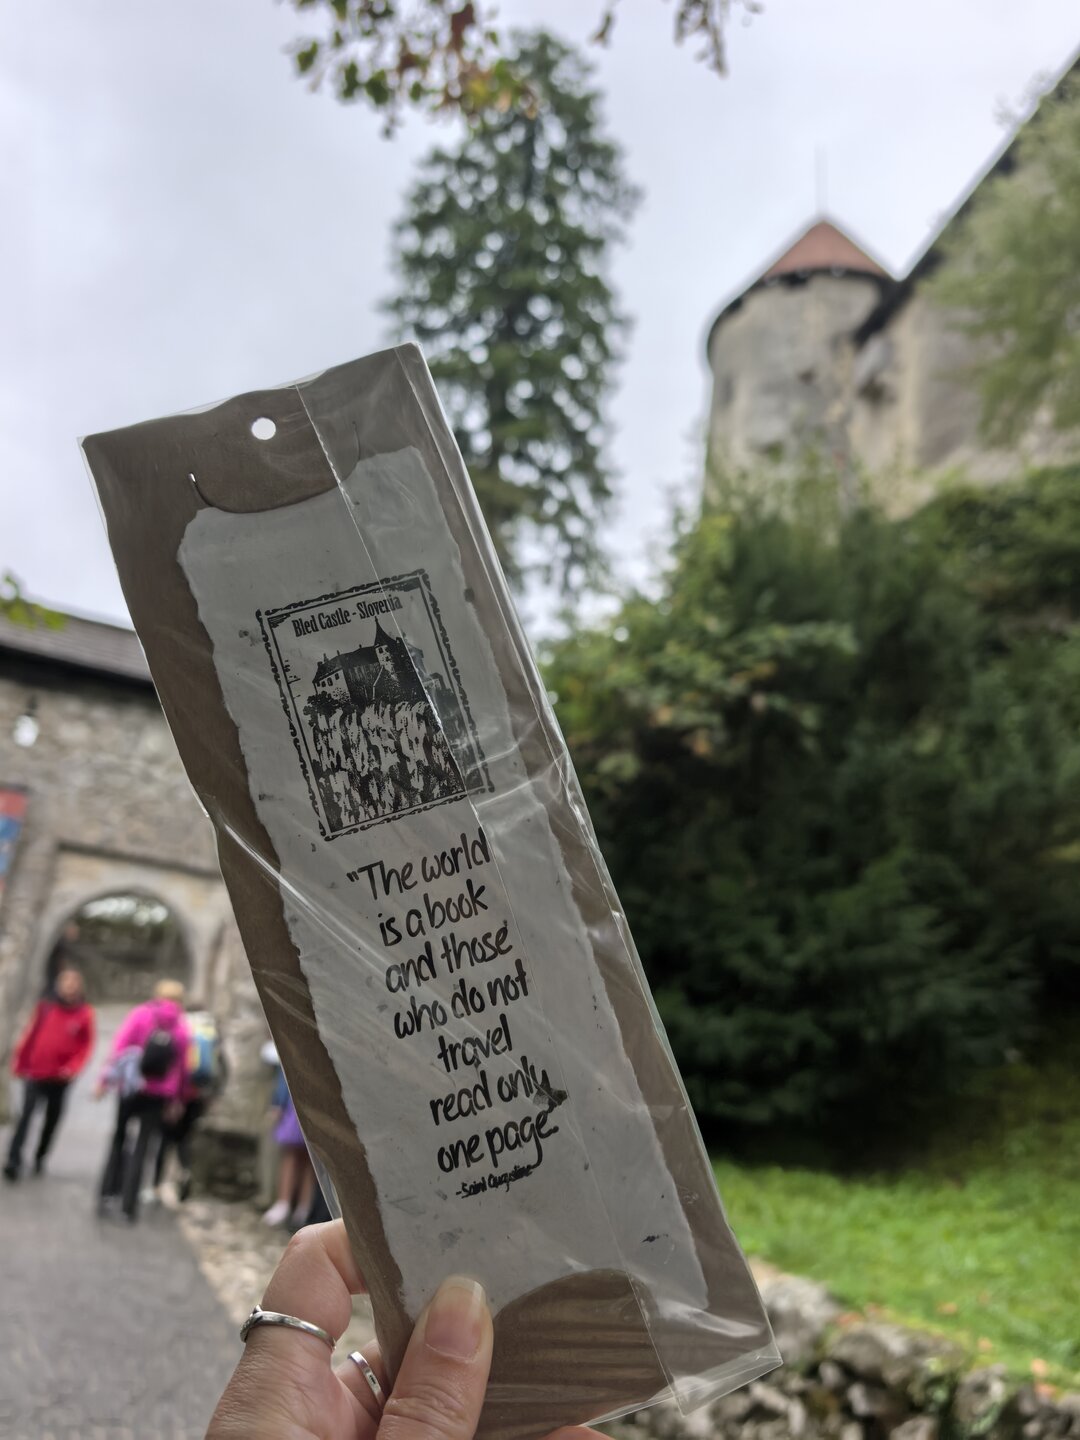 Bled Castle - Slovenia
"The world
is a book
and those
who do not
travel
read only
one page."
- Saint Augustine